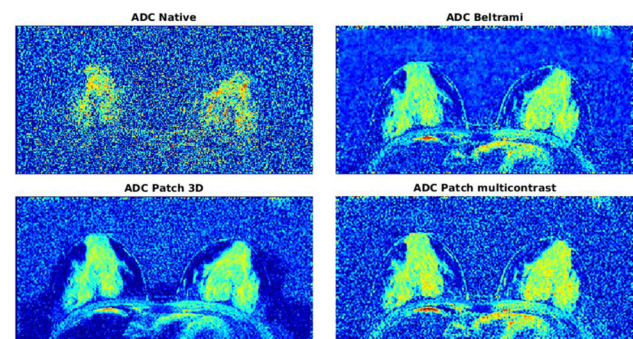 ADC Native
ADC Beltrami
ADC Patch 3D
ADC Patch multicontrast